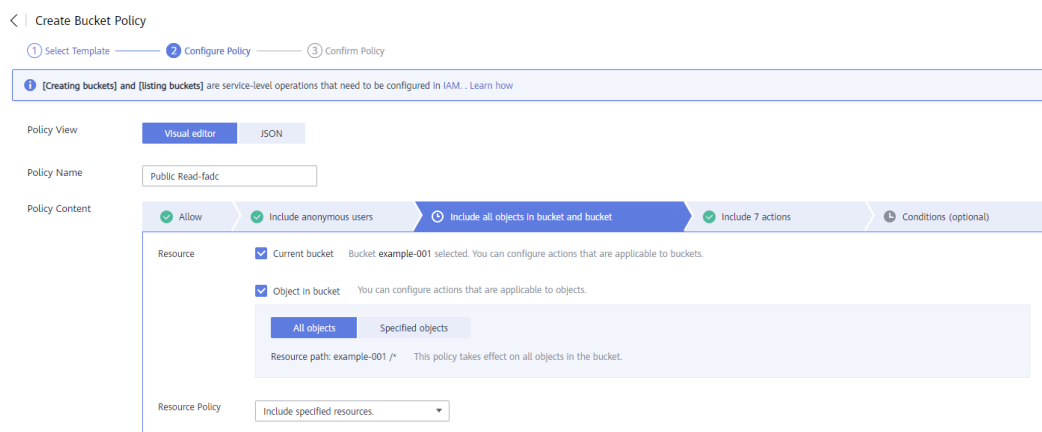 Create Bucket Policy
1 Select Template 2 Configure Policy 3 Confirm Policy
[Creating buckets] and [listing buckets] are service-level operations that need to be configured in IAM. . Learn how
Policy View Visual editor JSON
Policy Name Public Read-fadc
Policy Content Allow Include anonymous users Include all objects in bucket and bucket Include 7 actions Conditions (optional)
Resource Current bucket Bucket example-001 selected. You can configure actions that are applicable to buckets.
Object in bucket You can configure actions that are applicable to objects.
All objects Specified objects
Resource path: example-001 /* This policy takes effect on all objects in the bucket.
Resource Policy Include specified resources.